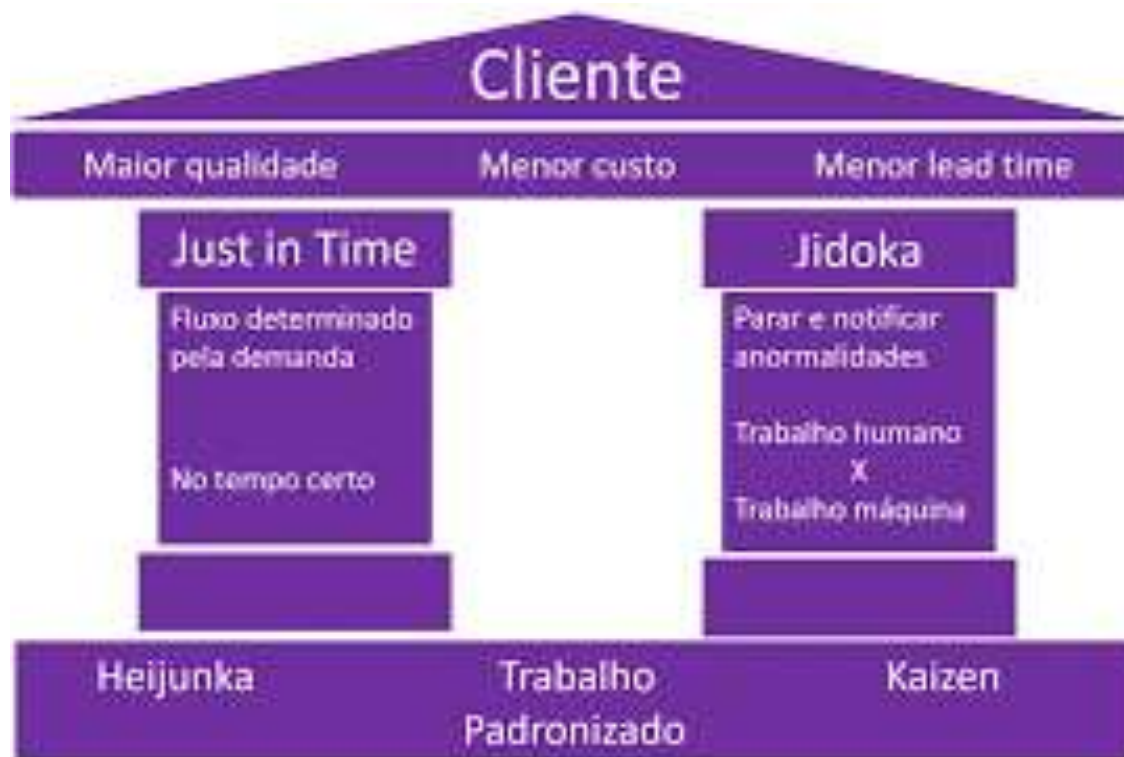 Cliente
Maior qualidade Menor custo Menor lead time
Just in Time
Fluxo determinado
pela demanda
No tempo certo
Jidoka
Parar e notificar
anormalidades
Trabalho humano
X
Trabalho máquina
Heijunka Trabalho Kaizen
Padronizado